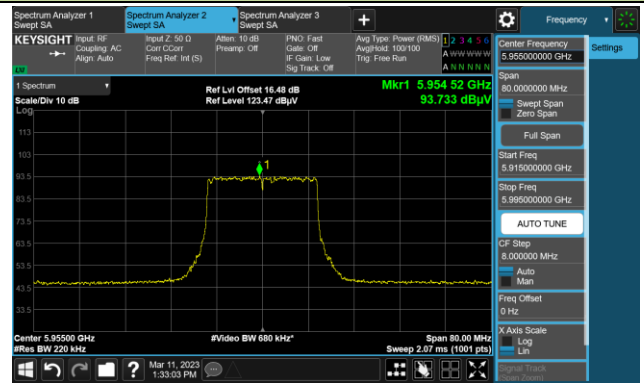 Spectrum Analyzer 1
Swept SA
Spectrum Analyzer 2
Swept SA
Spectrum Analyzer 3
Swept SA
Frequency
KEYSIGHT
Input: RF
Coupling: AC
Align: Auto
Input Z: 50 Ω
Corr CCorr
Freq Ref: Int (S)
Atten: 10 dB
Preamp: Off
PNO: Fast
Gate: Off
IF Gain: Low
Sig Track: Off
Avg Type: Power (RMS)
Avg|Hold: 100/100
Trig: Free Run
1 2 3 4 5 6
A W W W W W
A N N N N N
1 Spectrum
Scale/Div 10 dB
Log
Ref Lvl Offset 16.48 dB
Ref Level 123.47 dBµV
Mkr1 5.954 52 GHz
93.733 dBµV
113
103
93.5
83.5
73.5
63.5
53.5
43.5
33.5
1
Center 5.95500 GHz
#Res BW 220 kHz
#Video BW 680 kHz*
Span 80.00 MHz
Sweep 2.07 ms (1001 pts)
Mar 11, 2023
1:33:03 PM
Center Frequency
5.955000000 GHz
Settings
Span
80.0000000 MHz
Swept Span
Zero Span
Full Span
Start Freq
5.915000000 GHz
Stop Freq
5.995000000 GHz
AUTO TUNE
CF Step
8.000000 MHz
Auto
Man
Freq Offset
0 Hz
X Axis Scale
Log
Lin
Signal Track
(Span Zoom)